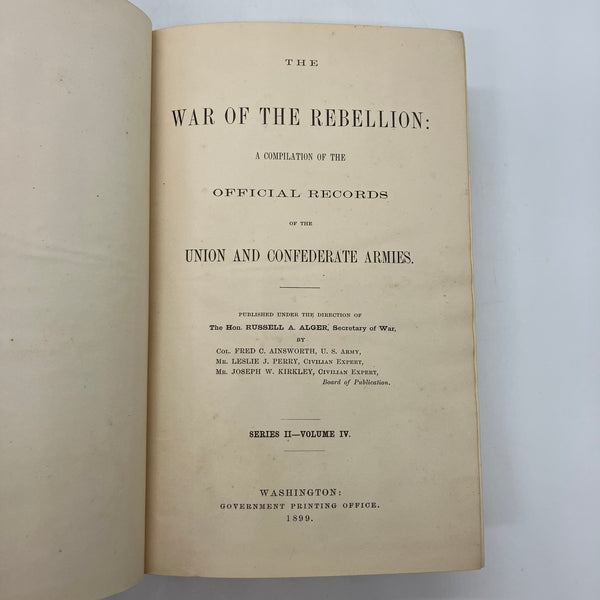 THE
WAR OF THE REBELLION:
A COMPILATION OF THE
OFFICIAL RECORDS
OF THE
UNION AND CONFEDERATE ARMIES.
PUBLISHED UNDER THE DIRECTION OF
The Hon. RUSSELL A. ALGER, Secretary of War,
BY
COL. FRED C. AINSWORTH, U. S. ARMY,
MR. LESLIE J. PERRY, CIVILIAN EXPERT,
MR. JOSEPH W. KIRKLEY, CIVILIAN EXPERT,
Board of Publication.
SERIES II—VOLUME IV.
WASHINGTON:
GOVERNMENT PRINTING OFFICE.
1899.